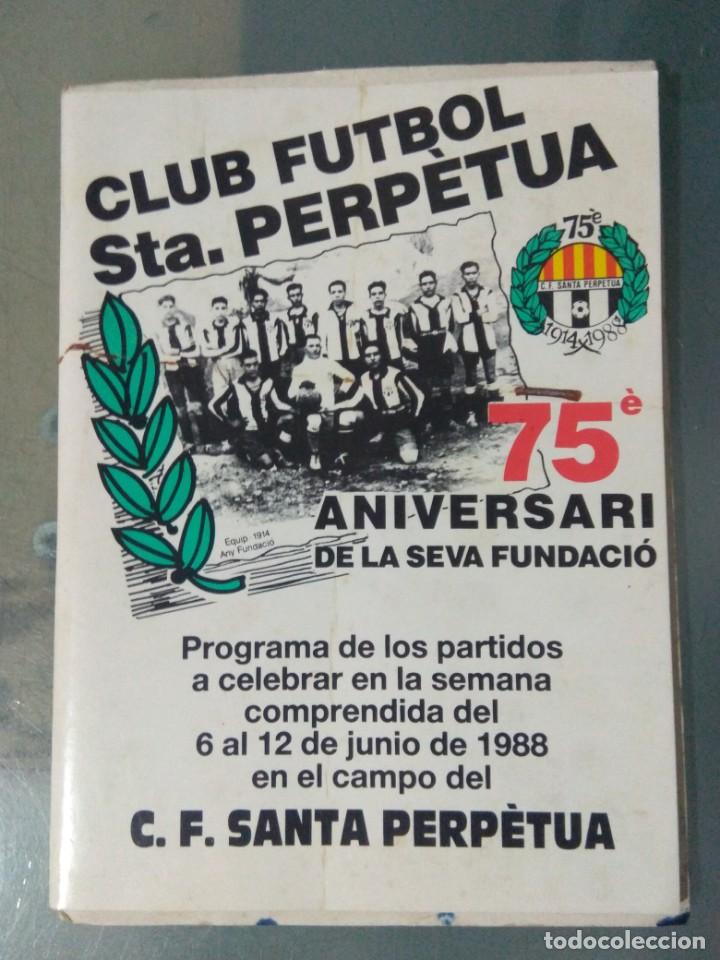 CLUB FUTBOL
Sta. PERPÈTUA
75è
C. F. SANTA PERPETUA
1914 1988
75è
ANIVERSARI
DE LA SEVA FUNDACIÓ
Equip 1914
Any Fundació
Programa de los partidos
a celebrar en la semana
comprendida del
6 al 12 de junio de 1988
en el campo del
C. F. SANTA PERPÈTUA
todocoleccion.net